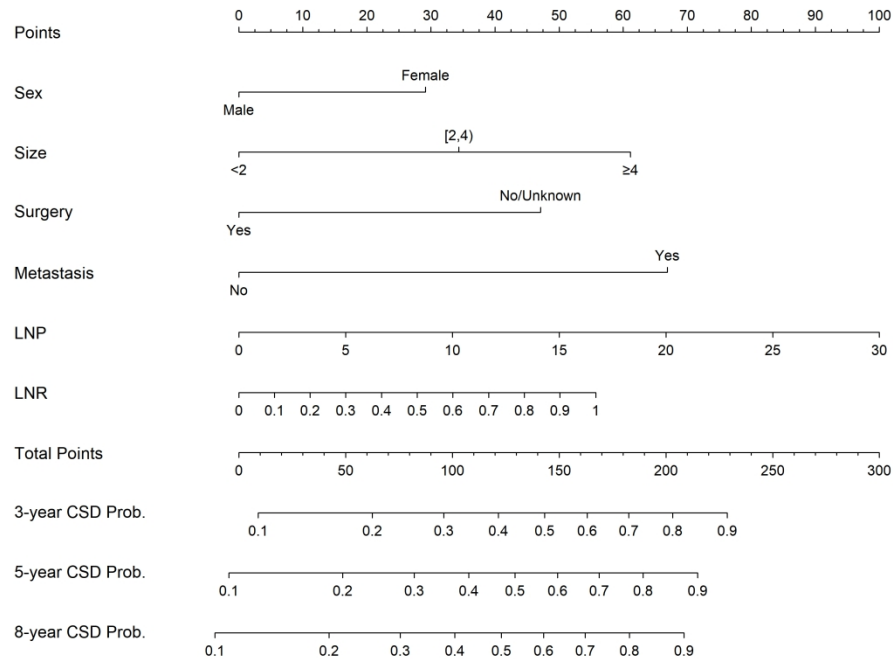 Points 0 10 20 30 40 50 60 70 80 90 100
Female
Sex
Male
[2,4)
Size
<2 ≥4
No/Unknown
Surgery
Yes
Yes
Metastasis
No
LNP
0 5 10 15 20 25 30
LNR
0 0.1 0.2 0.3 0.4 0.5 0.6 0.7 0.8 0.9 1
Total Points
0 50 100 150 200 250 300
3-year CSD Prob.
0.1 0.2 0.3 0.4 0.5 0.6 0.7 0.8 0.9
5-year CSD Prob.
0.1 0.2 0.3 0.4 0.5 0.6 0.7 0.8 0.9
8-year CSD Prob.
0.1 0.2 0.3 0.4 0.5 0.6 0.7 0.8 0.9